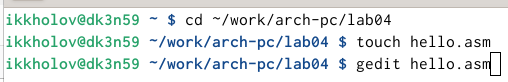 ikkholov@dk3n59 ~ $ cd ~/work/arch-pc/lab04
ikkholov@dk3n59 ~/work/arch-pc/lab04 $ touch hello.asm
ikkholov@dk3n59 ~/work/arch-pc/lab04 $ gedit hello.asm